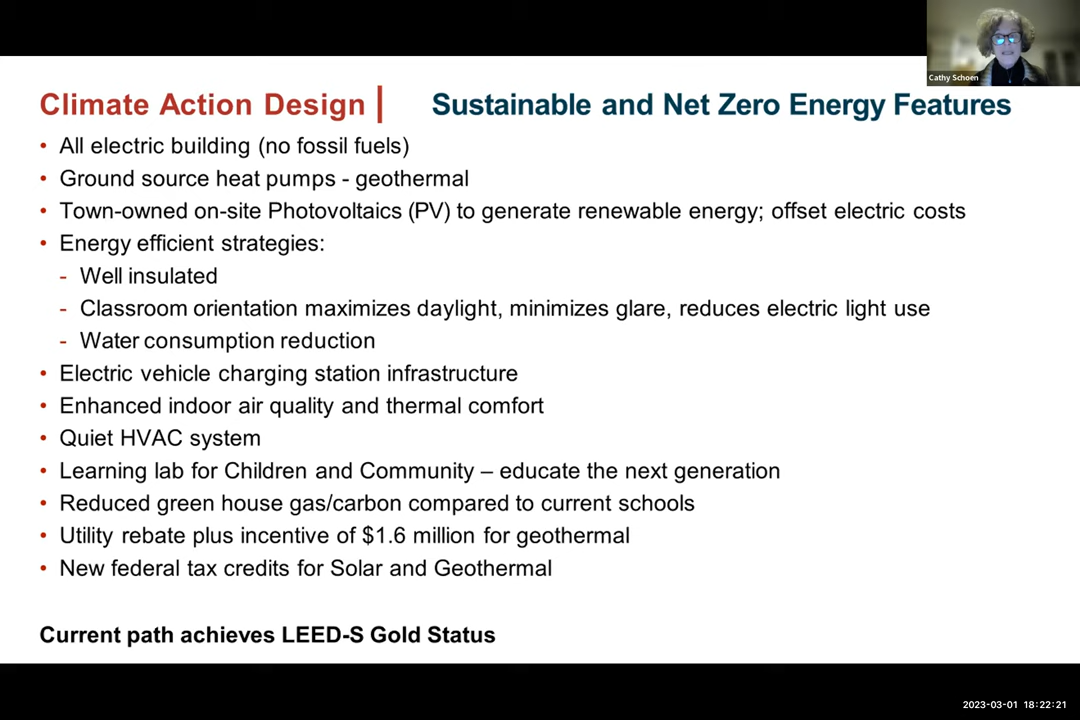 Cathy Schoen
Climate Action Design | Sustainable and Net Zero Energy Features
• All electric building (no fossil fuels)
• Ground source heat pumps - geothermal
• Town-owned on-site Photovoltaics (PV) to generate renewable energy; offset electric costs
• Energy efficient strategies:
- Well insulated
- Classroom orientation maximizes daylight, minimizes glare, reduces electric light use
- Water consumption reduction
• Electric vehicle charging station infrastructure
• Enhanced indoor air quality and thermal comfort
• Quiet HVAC system
• Learning lab for Children and Community – educate the next generation
• Reduced green house gas/carbon compared to current schools
• Utility rebate plus incentive of $1.6 million for geothermal
• New federal tax credits for Solar and Geothermal
Current path achieves LEED-S Gold Status
2023-03-01 18:22:21